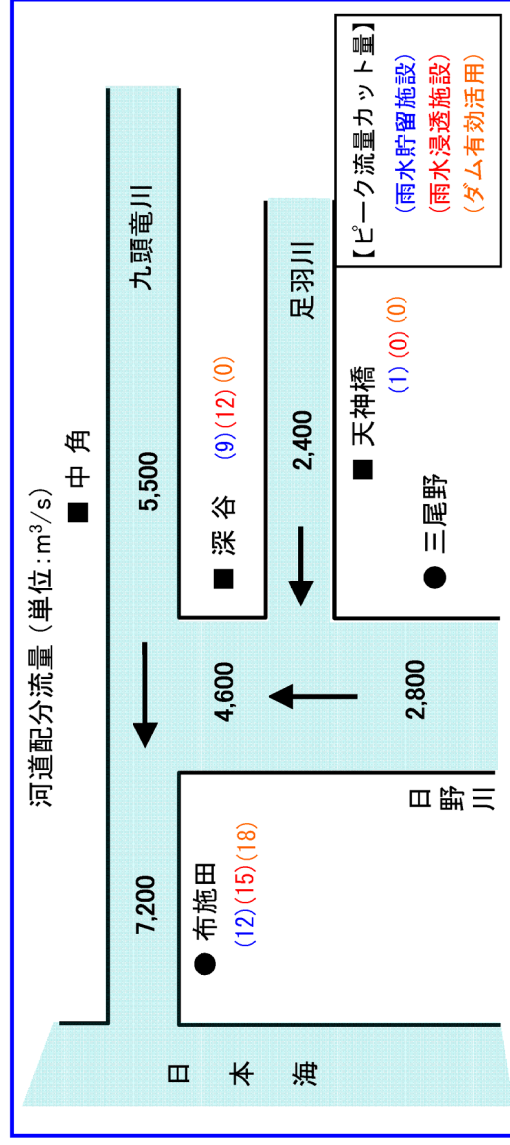 河道配分流量（単位：m³/s）
■ 中 角
九頭竜川
7,200
5,500
● 布施田
(12)(15)(18)
4,600
■ 深 谷
(9)(12)(0)
2,400
足羽川
2,800
日野川
● 三尾野
■ 天神橋
(1)(0)(0)
日 本 海
【ピーク流量カット量】
(雨水貯留施設)
(雨水浸透施設)
(ダム有効活用)